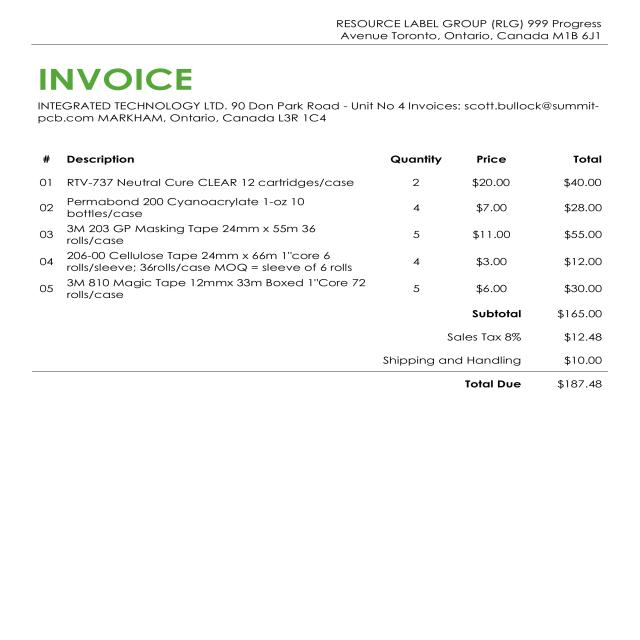 RESOURCE LABEL GROUP (RLG) 999 Progress
Avenue Toronto, Ontario, Canada M1B 6J1
INVOICE
INTEGRATED TECHNOLOGY LTD. 90 Don Park Road - Unit No 4 Invoices: scott.bullock@summit-
pcb.com MARKHAM, Ontario, Canada L3R 1C4
# Description Quantity Price Total
01 RTV-737 Neutral Cure CLEAR 12 cartridges/case 2 $20.00 $40.00
02 Permabond 200 Cyanoacrylate 1-oz 10
bottles/case 4 $7.00 $28.00
03 3M 203 GP Masking Tape 24mm x 55m 36
rolls/case 5 $11.00 $55.00
04 206-00 Cellulose Tape 24mm x 66m 1"core 6
rolls/sleeve; 36rolls/case MOQ = sleeve of 6 rolls 4 $3.00 $12.00
05 3M 810 Magic Tape 12mmx 33m Boxed 1"Core 72
rolls/case 5 $6.00 $30.00
Subtotal $165.00
Sales Tax 8% $12.48
Shipping and Handling $10.00
Total Due $187.48